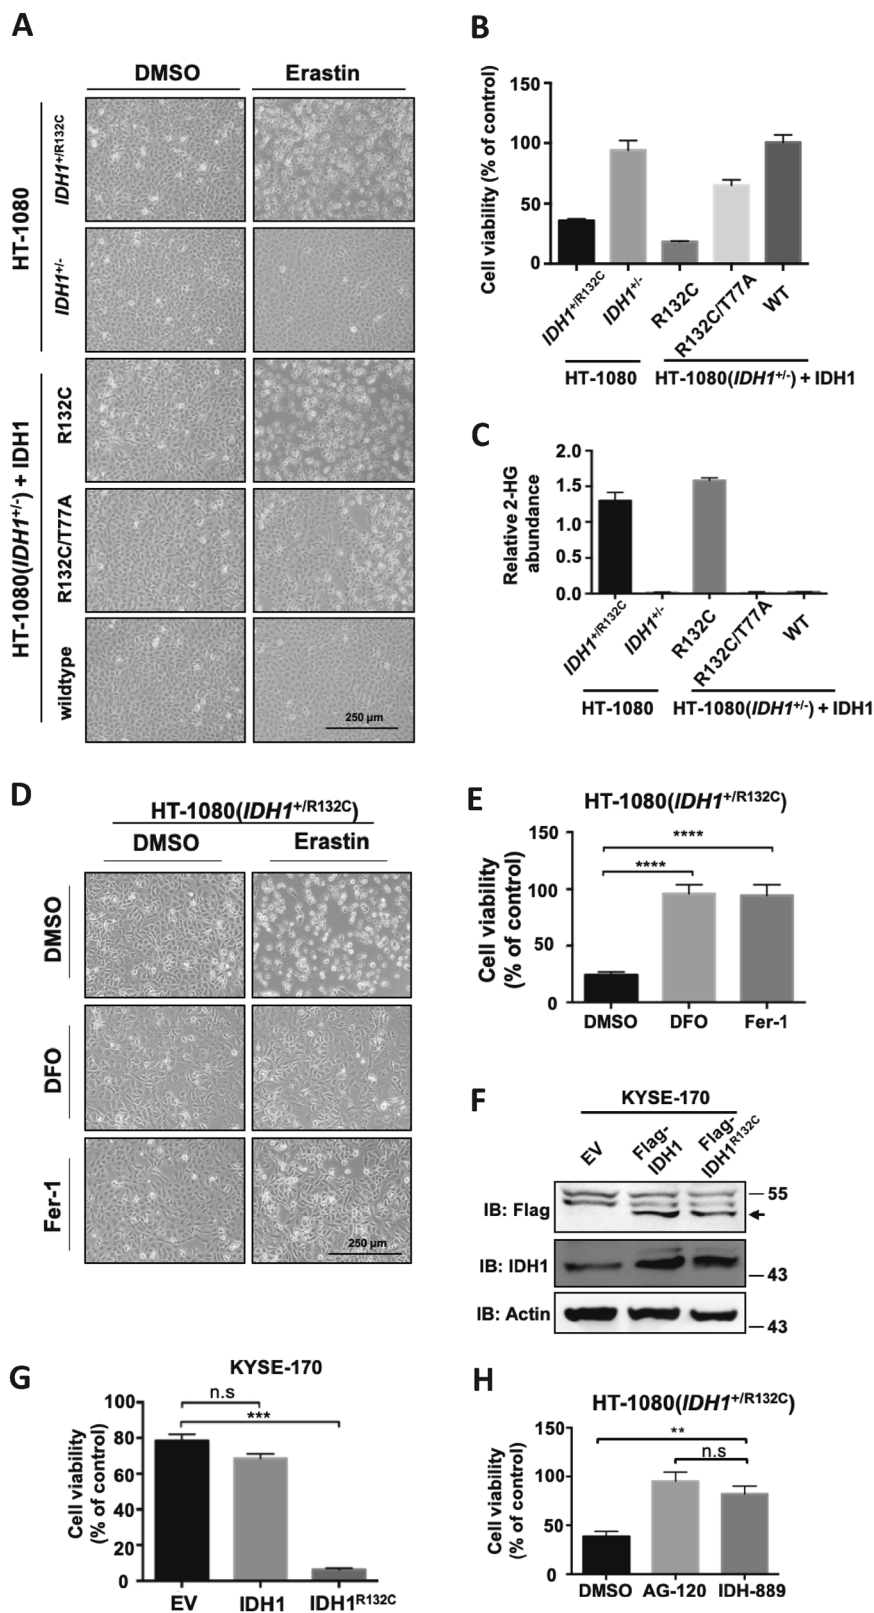 A
DMSO Erastin
HT-1080
IDH1+/R132C
IDH1+/-
HT-1080(IDH1+/-) + IDH1
R132C
R132C/T77A
wildtype
250 μm
B
Cell viability (% of control)
150
100
50
0
IDH1+/R132C IDH1+/- R132C R132C/T77A WT
HT-1080 HT-1080(IDH1+/-) + IDH1
C
Relative 2-HG
abundance
2.0
1.5
1.0
0.5
0.0
IDH1+/R132C IDH1+/- R132C R132C/T77A WT
HT-1080 HT-1080(IDH1+/-) + IDH1
D
HT-1080(IDH1+/R132C)
DMSO Erastin
DMSO
DFO
Fer-1
250 μm
E
HT-1080(IDH1+/R132C)
Cell viability
(% of control)
150
100
50
0
****
****
DMSO DFO Fer-1
F
KYSE-170
EV
Flag-
IDH1
Flag-
IDH1R132C
IB: Flag
55
IB: IDH1
43
IB: Actin
43
G
KYSE-170
Cell viability
(% of control)
100
80
60
40
20
0
n.s
***
EV IDH1 IDH1R132C
H
HT-1080(IDH1+/R132C)
Cell viability
(% of control)
150
100
50
0
**
n.s
DMSO AG-120 IDH-889